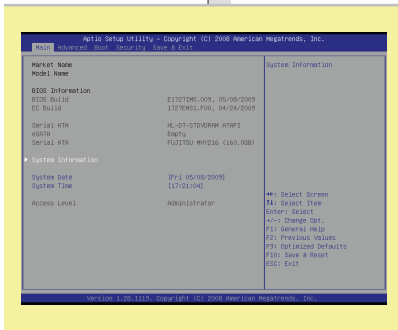 Aptio Setup Utility – Copyright (C) 2008 American Megatrends, Inc.
Main Advanced Boot Security Save & Exit
Market Name
Model Name
System Information
BIOS Information
BIOS Build E1727IMS.009, 05/08/2009
EC Build 1727EMS1.F00, 04/24/2009
Serial ATA HL-DT-STDVDRAM ATAPI
eSATA Empty
Serial ATA FUJITSU MHY216 (160.0GB)
System Information
System Date [Fri 05/08/2009]
System Time [17:21:04]
Access Level Administrator
↔: Select Screen
↑↓: Select Item
Enter: Select
+/-: Change Opt.
F1: General Help
F2: Previous Values
F9: Optimized Defaults
F10: Save & Reset
ESC: Exit
Version 1.28.1119. Copyright (C) 2008 American Megatrends, Inc.